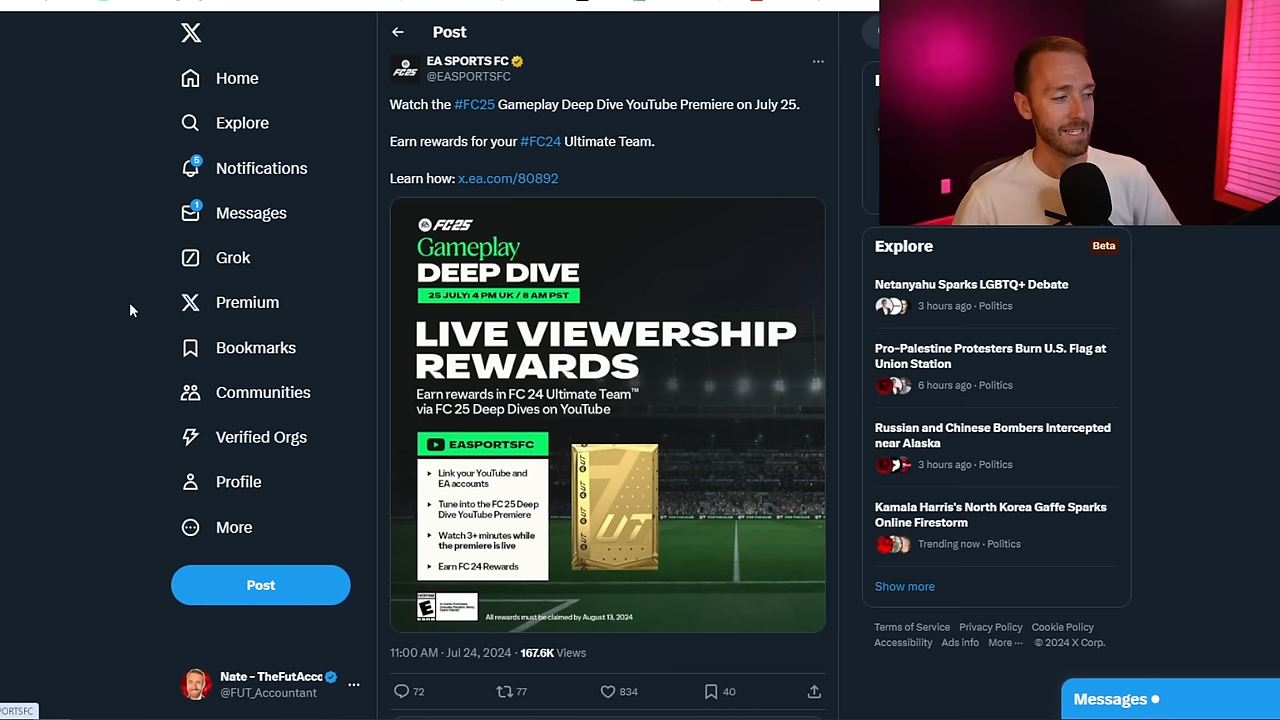 Home
Explore
5
Notifications
1
Messages
Grok
Premium
Bookmarks
Communities
Verified Orgs
Profile
More
Post
Nate - TheFutAcco
@FUT_Accountant
ORTSFC
Post
EA SPORTS FC
@EASPORTSFC
Watch the #FC25 Gameplay Deep Dive YouTube Premiere on July 25.
Earn rewards for your #FC24 Ultimate Team.
Learn how: x.ea.com/80892
FC25
Gameplay
DEEP DIVE
25 JULY: 4 PM UK / 8 AM PST
LIVE VIEWERSHIP
REWARDS
Earn rewards in FC 24 Ultimate Team™
via FC 25 Deep Dives on YouTube
EASPORTSFC
Link your YouTube and
EA accounts
Tune into the FC 25 Deep
Dive YouTube Premiere
Watch 3+ minutes while
the premiere is live
Earn FC 24 Rewards
UT
E
All rewards must be claimed by August 13, 2024
11:00 AM · Jul 24, 2024 · 167.6K Views
72
77
834
40
Explore
Beta
Netanyahu Sparks LGBTQ+ Debate
3 hours ago · Politics
Pro-Palestine Protesters Burn U.S. Flag at
Union Station
6 hours ago · Politics
Russian and Chinese Bombers Intercepted
near Alaska
3 hours ago · Politics
Kamala Harris's North Korea Gaffe Sparks
Online Firestorm
Trending now · Politics
Show more
Terms of Service Privacy Policy Cookie Policy
Accessibility Ads info More ··· © 2024 X Corp.
Messages